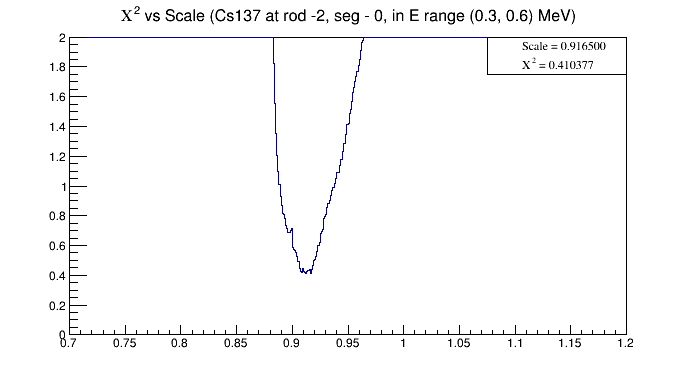 X² vs Scale (Cs137 at rod -2, seg - 0, in E range (0.3, 0.6) MeV)
Scale = 0.916500
X² = 0.410377
2
1.8
1.6
1.4
1.2
1
0.8
0.6
0.4
0.2
0
0.7 0.75 0.8 0.85 0.9 0.95 1 1.05 1.1 1.15 1.2